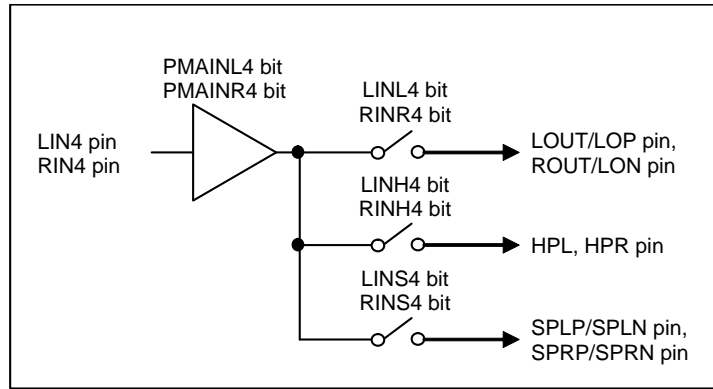 PMAINL4 bit
PMAINR4 bit
LINL4 bit
RINR4 bit
LIN4 pin
RIN4 pin
LOUT/LOP pin,
ROUT/LON pin
LINH4 bit
RINH4 bit
HPL, HPR pin
LINS4 bit
RINS4 bit
SPLP/SPLN pin,
SPRP/SPRN pin